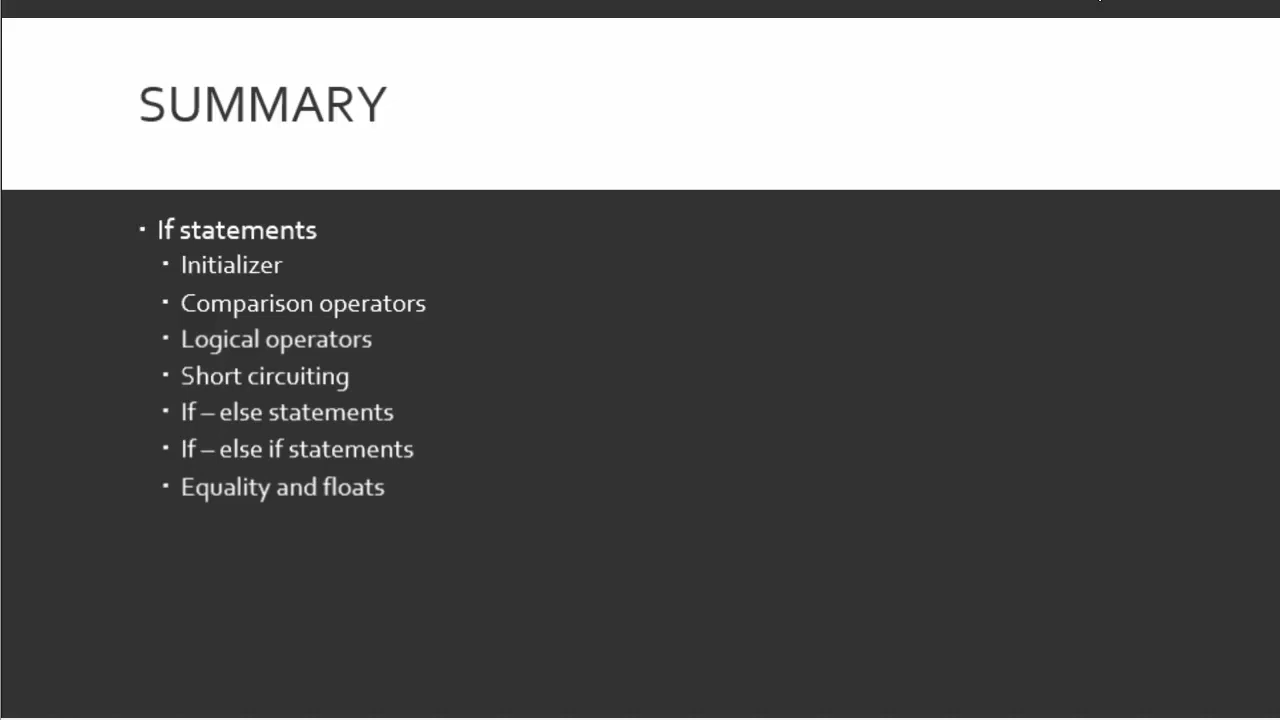 SUMMARY
▪ If statements
▪ Initializer
▪ Comparison operators
▪ Logical operators
▪ Short circuiting
▪ If – else statements
▪ If – else if statements
▪ Equality and floats